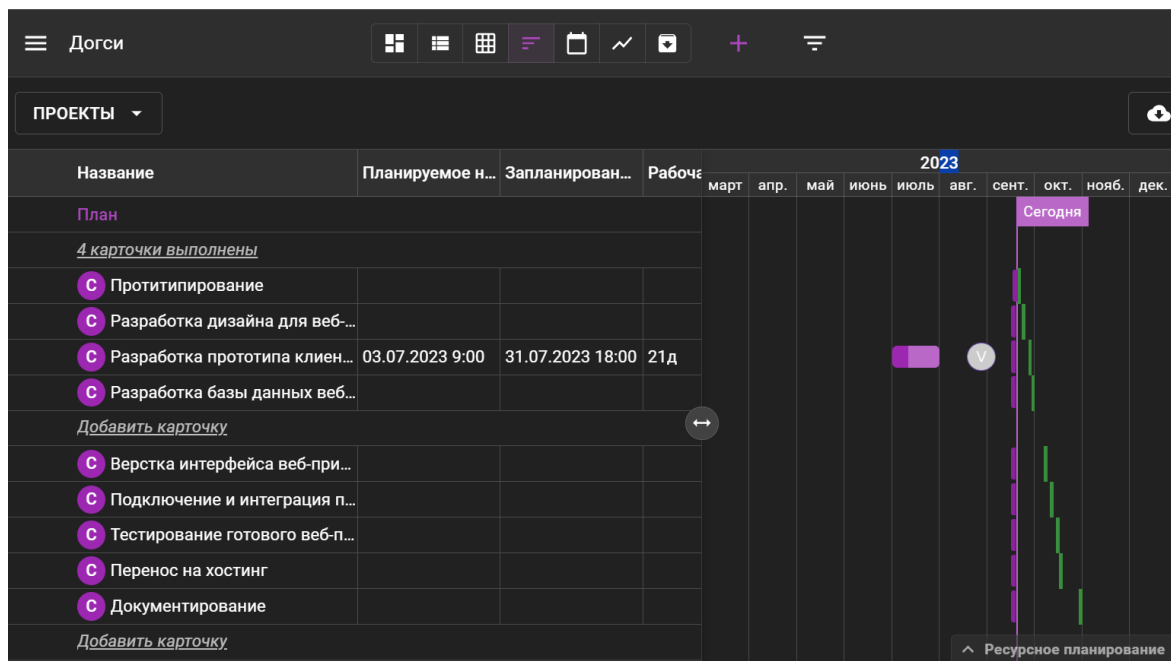 Догси
ПРОЕКТЫ
Название Планируемое н... Запланирован... Рабоча
2023
март апр. май июнь июль авг. сент. окт. нояб. дек.
План
Сегодня
4 карточки выполнены
С Протитипирование
С Разработка дизайна для веб-...
С Разработка прототипа клиен... 03.07.2023 9:00 31.07.2023 18:00 21д V
С Разработка базы данных веб...
Добавить карточку
С Верстка интерфейса веб-при...
С Подключение и интеграция п...
С Тестирование готового веб-п...
С Перенос на хостинг
С Документирование
Добавить карточку
Ресурсное планирование